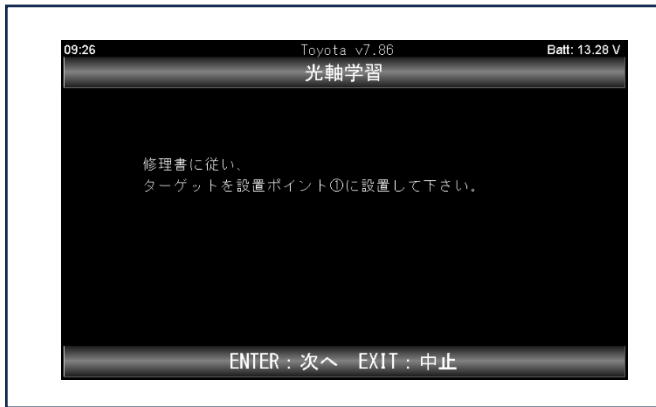 09:26 Toyota v7.86 Batt: 13.28 V
光軸学習
修理書に従い、
ターゲットを設置ポイント①に設置して下さい。
ENTER：次へ EXIT：中止